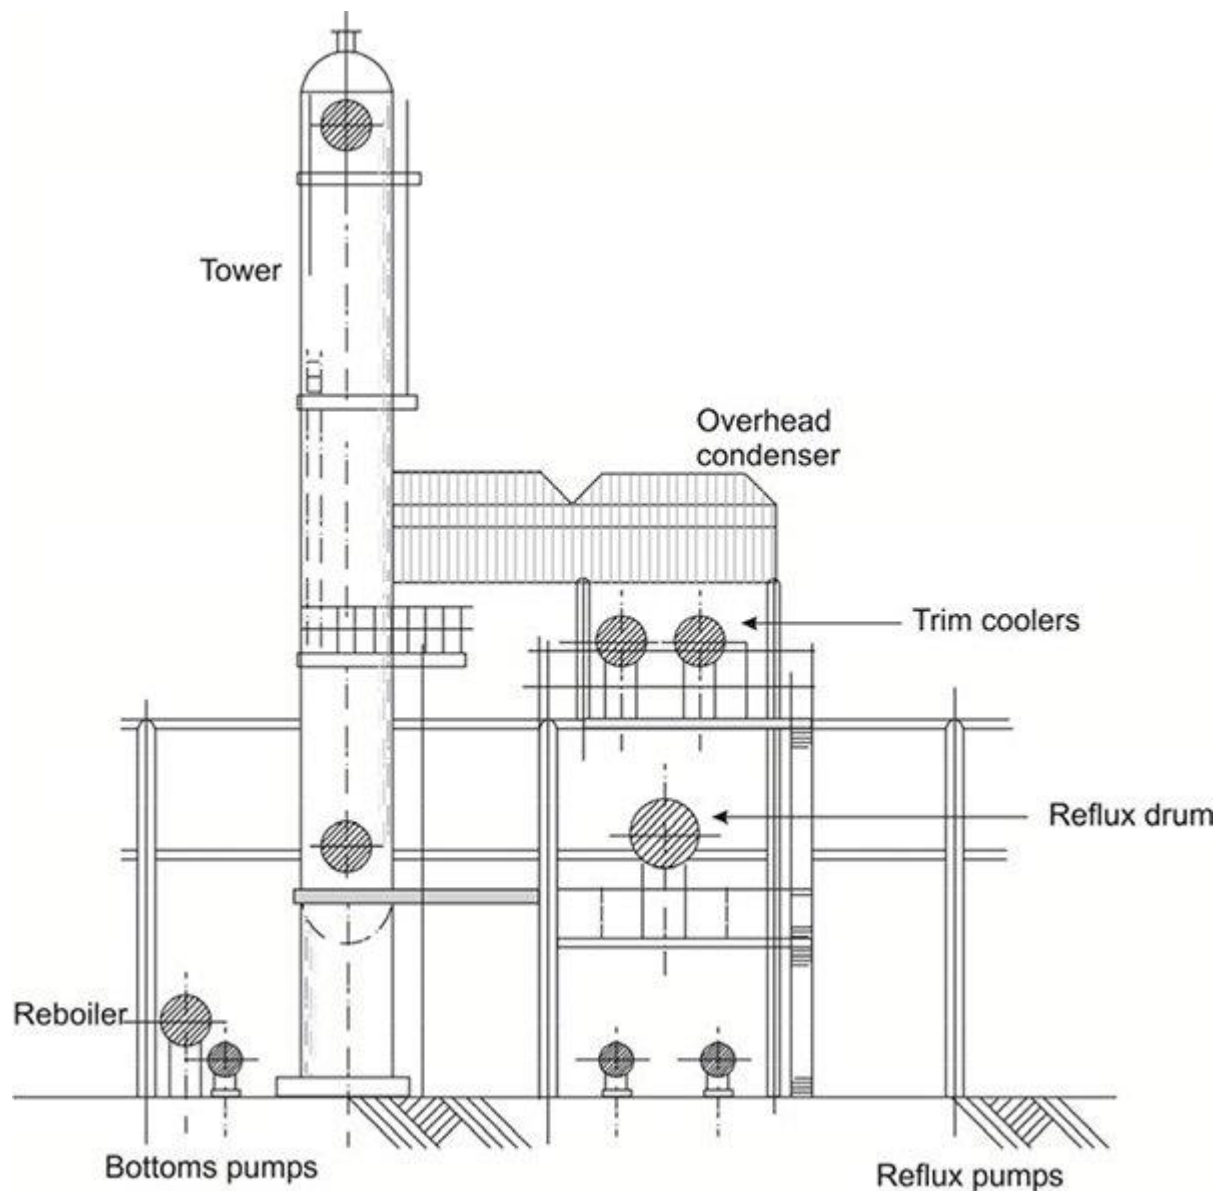 Tower
Overhead
condenser
Trim coolers
Reflux drum
Reboiler
Bottoms pumps
Reflux pumps